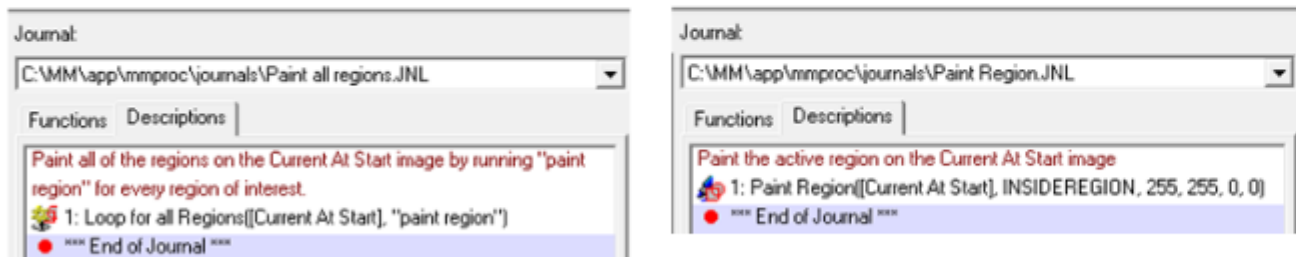 Journal:
C:\MM\app\mmproc\journals\Paint all regions.JNL
Functions Descriptions
Paint all of the regions on the Current At Start image by running "paint
region" for every region of interest.
1: Loop for all Regions([Current At Start], "paint region")
*** End of Journal ***
Journal:
C:\MM\app\mmproc\journals\Paint Region.JNL
Functions Descriptions
Paint the active region on the Current At Start image
1: Paint Region([Current At Start], INSIDEREGION, 255, 255, 0, 0)
*** End of Journal ***